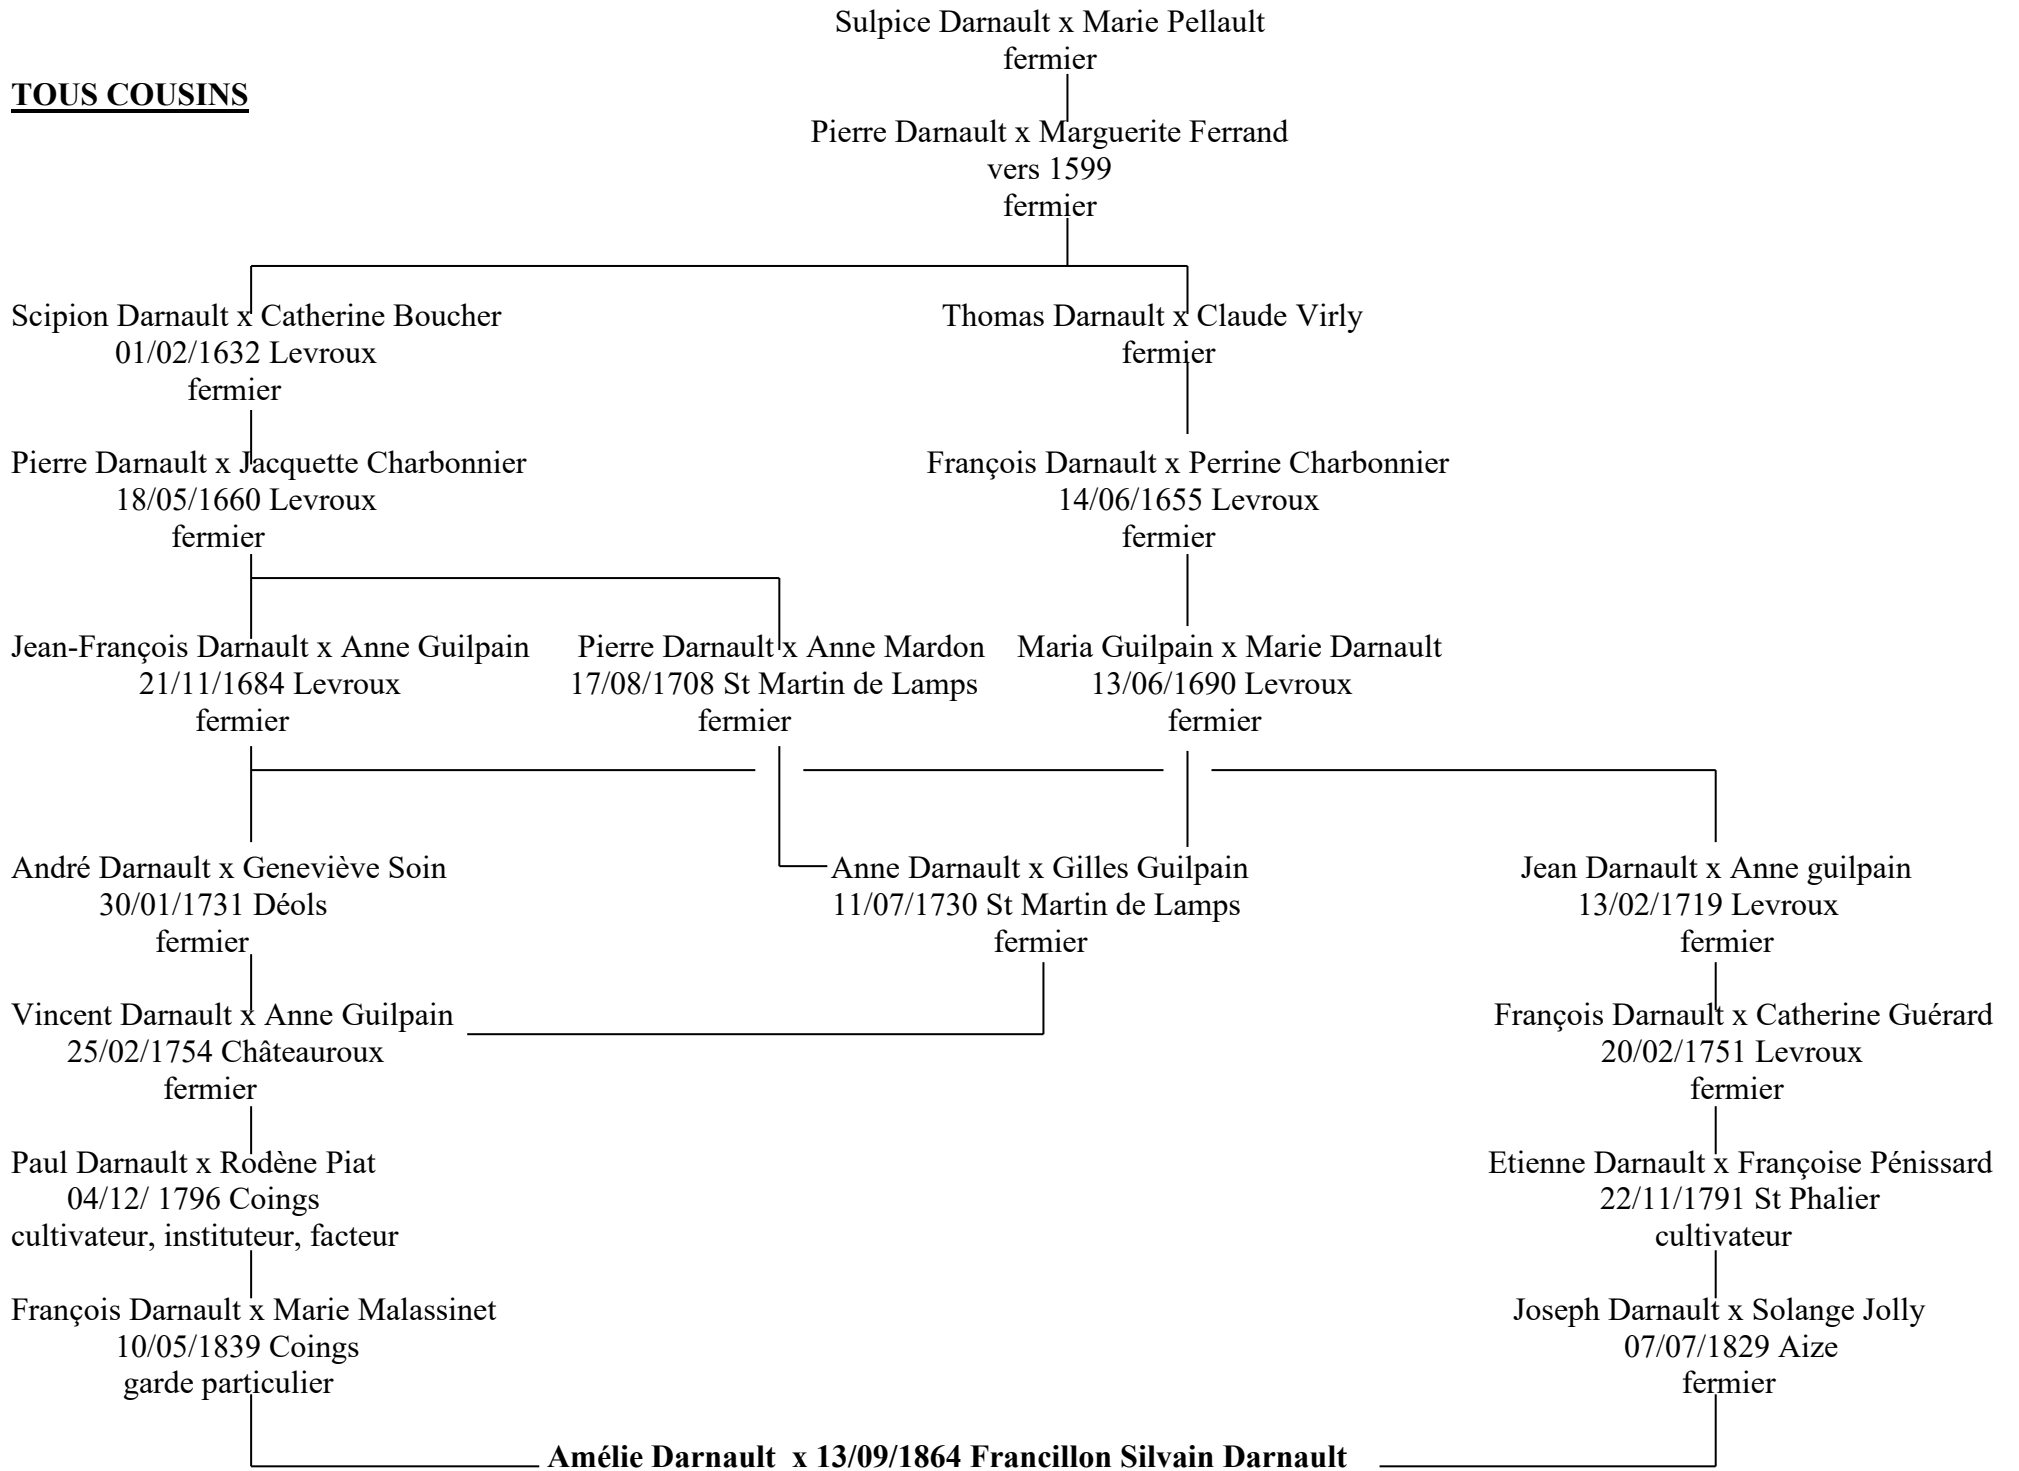 Sulpice Darnault x Marie Pellault
fermier
TOUS COUSINS
Pierre Darnault x Marguerite Ferrand
vers 1599
fermier
Scipion Darnault x Catherine Boucher
01/02/1632 Levroux
fermier
Thomas Darnault x Claude Virly
fermier
Pierre Darnault x Jacquette Charbonnier
18/05/1660 Levroux
fermier
François Darnault x Perrine Charbonnier
14/06/1655 Levroux
fermier
Jean-François Darnault x Anne Guilpain
21/11/1684 Levroux
fermier
Pierre Darnault x Anne Mardon
17/08/1708 St Martin de Lamps
fermier
Maria Guilpain x Marie Darnault
13/06/1690 Levroux
fermier
André Darnault x Geneviève Soin
30/01/1731 Déols
fermier
Anne Darnault x Gilles Guilpain
11/07/1730 St Martin de Lamps
fermier
Jean Darnault x Anne guilpain
13/02/1719 Levroux
fermier
Vincent Darnault x Anne Guilpain
25/02/1754 Châteauroux
fermier
François Darnault x Catherine Guérard
20/02/1751 Levroux
fermier
Paul Darnault x Rodène Piat
04/12/ 1796 Coings
cultivateur, instituteur, facteur
Etienne Darnault x Françoise Pénissard
22/11/1791 St Phalier
cultivateur
François Darnault x Marie Malassinet
10/05/1839 Coings
garde particulier
Joseph Darnault x Solange Jolly
07/07/1829 Aize
fermier
Amélie Darnault x 13/09/1864 Francillon Silvain Darnault